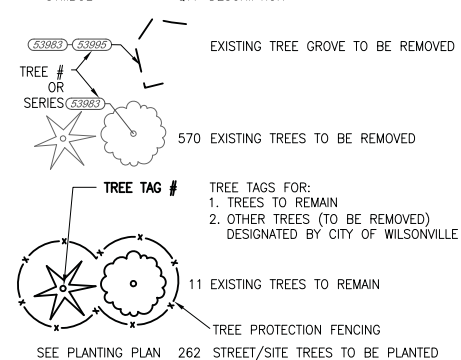 53983 53995 EXISTING TREE GROVE TO BE REMOVED
TREE #
OR
SERIES 53983
570 EXISTING TREES TO BE REMOVED
TREE TAG # TREE TAGS FOR:
1. TREES TO REMAIN
2. OTHER TREES (TO BE REMOVED)
DESIGNATED BY CITY OF WILSONVILLE
11 EXISTING TREES TO REMAIN
TREE PROTECTION FENCING
SEE PLANTING PLAN 262 STREET/SITE TREES TO BE PLANTED